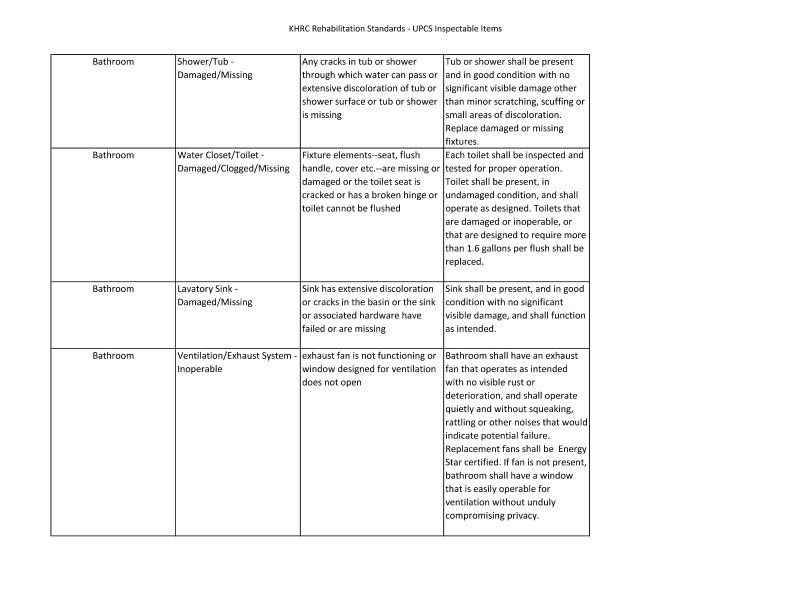 KHRC Rehabilitation Standards - UPCS Inspectable Items
Bathroom
Shower/Tub -
Damaged/Missing
Any cracks in tub or shower
through which water can pass or
extensive discoloration of tub or
shower surface or tub or shower
is missing
Tub or shower shall be present
and in good condition with no
significant visible damage other
than minor scratching, scuffing or
small areas of discoloration.
Replace damaged or missing
fixtures.
Bathroom
Water Closet/Toilet -
Damaged/Clogged/Missing
Fixture elements--seat, flush
handle, cover etc.--are missing or
damaged or the toilet seat is
cracked or has a broken hinge or
toilet cannot be flushed
Each toilet shall be inspected and
tested for proper operation.
Toilet shall be present, in
undamaged condition, and shall
operate as designed. Toilets that
are damaged or inoperable, or
that are designed to require more
than 1.6 gallons per flush shall be
replaced.
Bathroom
Lavatory Sink -
Damaged/Missing
Sink has extensive discoloration
or cracks in the basin or the sink
or associated hardware have
failed or are missing
Sink shall be present, and in good
condition with no significant
visible damage, and shall function
as intended.
Bathroom
Ventilation/Exhaust System -
Inoperable
exhaust fan is not functioning or
window designed for ventilation
does not open
Bathroom shall have an exhaust
fan that operates as intended
with no visible rust or
deterioration, and shall operate
quietly and without squeaking,
rattling or other noises that would
indicate potential failure.
Replacement fans shall be  Energy
Star certified. If fan is not present,
bathroom shall have a window
that is easily operable for
ventilation without unduly
compromising privacy.